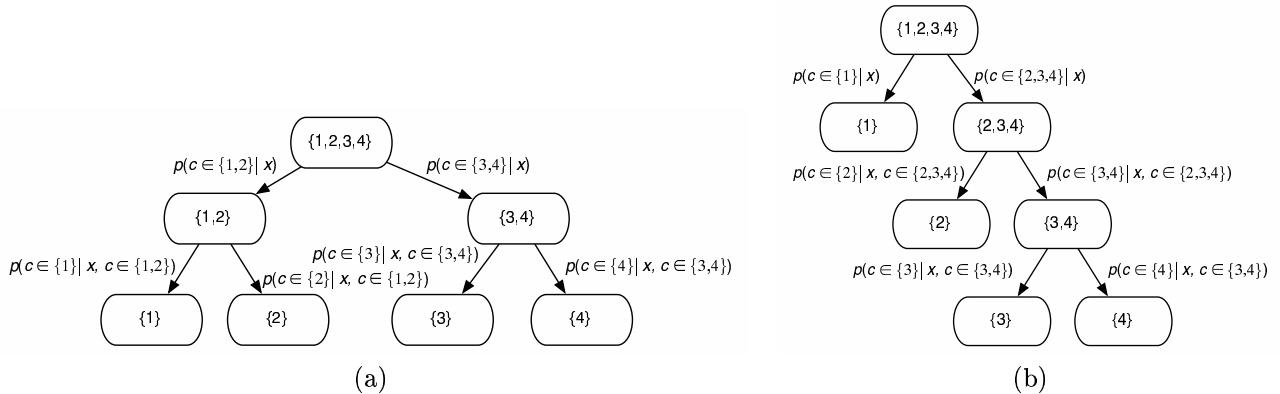 {1,2,3,4}
p(c ∈ {1,2}| x)
p(c ∈ {3,4}| x)
{1,2}
{3,4}
p(c ∈ {1}| x, c ∈ {1,2})
p(c ∈ {2}| x, c ∈ {1,2})
p(c ∈ {3}| x, c ∈ {3,4})
p(c ∈ {4}| x, c ∈ {3,4})
{1}
{2}
{3}
{4}
(a)
{1,2,3,4}
p(c ∈ {1}| x)
p(c ∈ {2,3,4}| x)
{1}
{2,3,4}
p(c ∈ {2}| x, c ∈ {2,3,4})
p(c ∈ {3,4}| x, c ∈ {2,3,4})
{2}
{3,4}
p(c ∈ {3}| x, c ∈ {3,4})
p(c ∈ {4}| x, c ∈ {3,4})
{3}
{4}
(b)